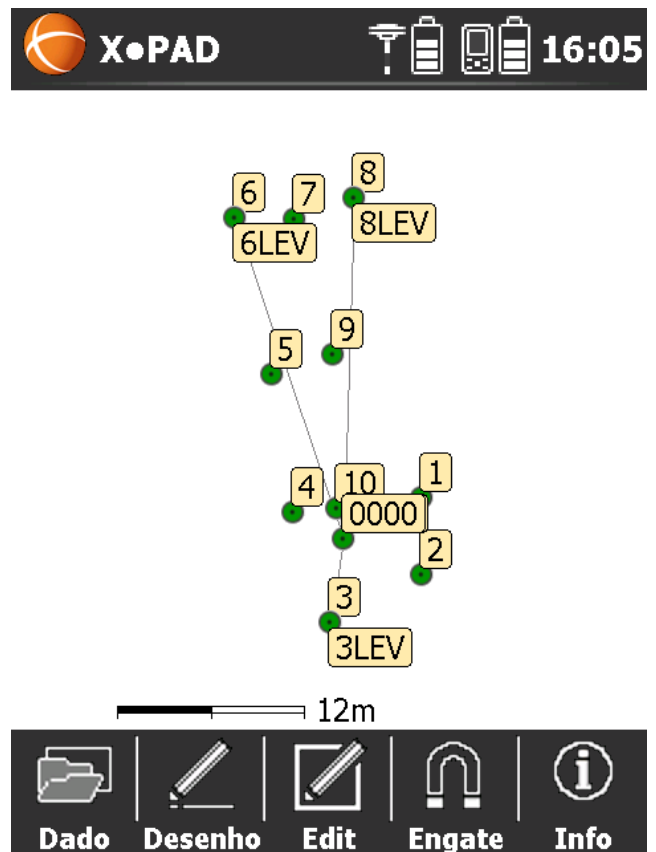 X•PAD
16:05
8
6
7
8LEV
6LEV
9
5
1
10
4
0000
2
3
3LEV
12m
Dado
Desenho
Edit
Engate
Info